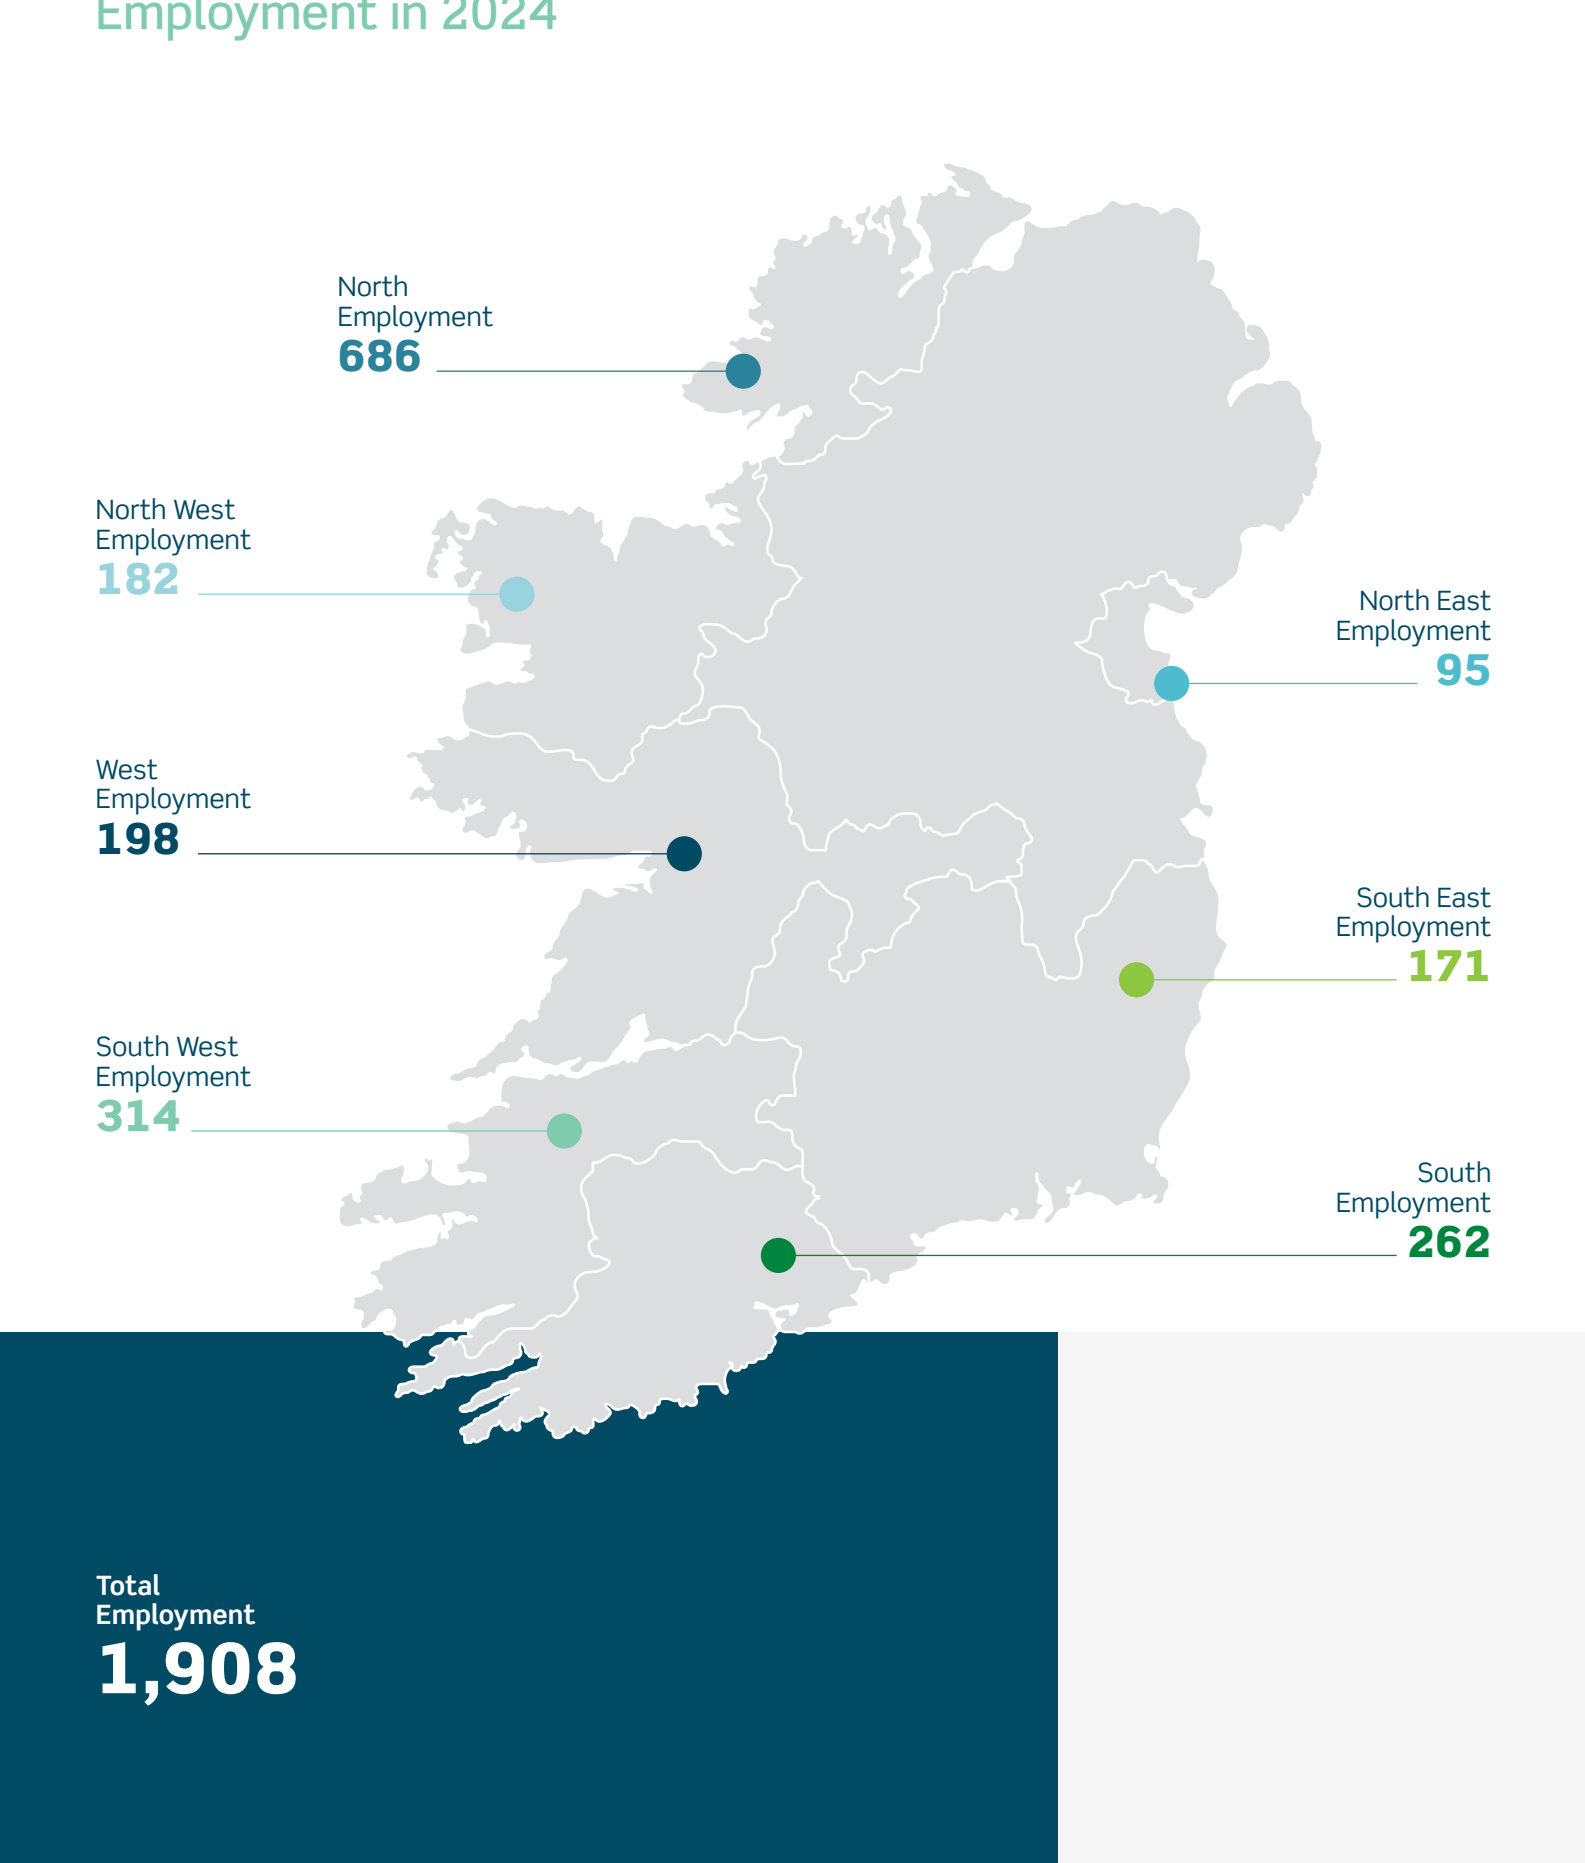 Employment in 2024
North
Employment
686
North West
Employment
182
North East
Employment
95
West
Employment
198
South East
Employment
171
South West
Employment
314
South
Employment
262
Total
Employment
1,908